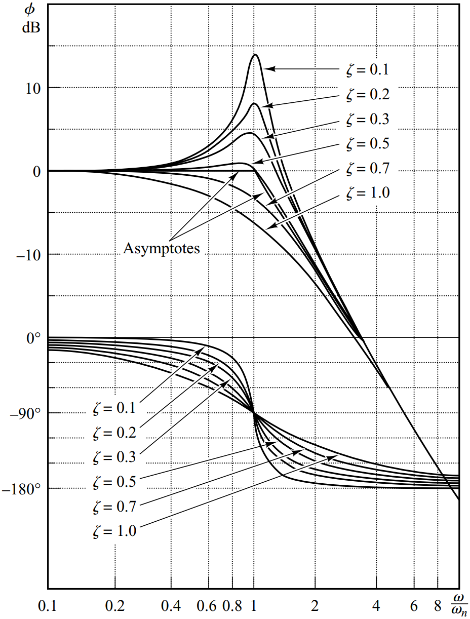 ϕ
dB
10
0
−10
0°
−90°
−180°
ζ = 0.1
ζ = 0.2
ζ = 0.3
ζ = 0.5
ζ = 0.7
ζ = 1.0
Asymptotes
ζ = 0.1
ζ = 0.2
ζ = 0.3
ζ = 0.5
ζ = 0.7
ζ = 1.0
0.1 0.2 0.4 0.6 0.8 1 2 4 6 8 ω/ωn